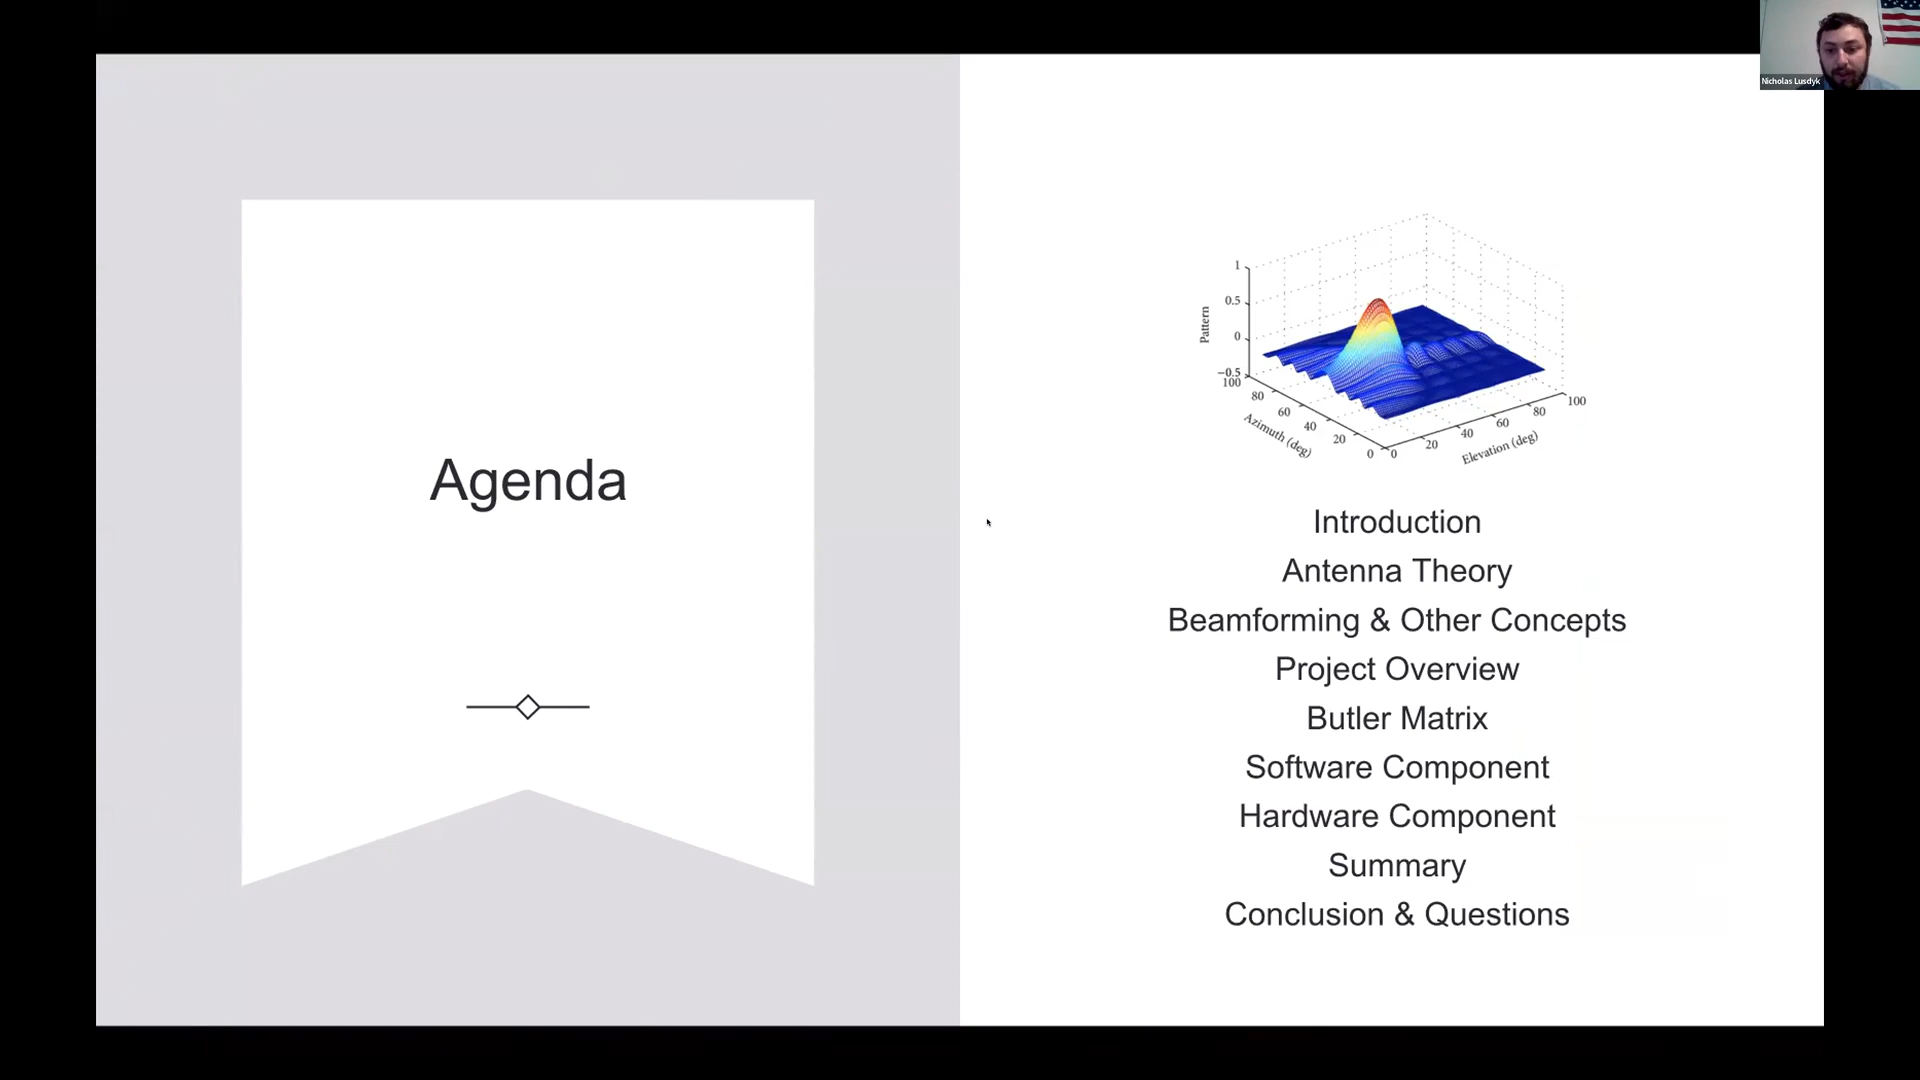 Nicholas Lusdyk
Agenda
1
0.5
0
−0.5
Pattern
100
80
60
40
20
0
Azimuth (deg)
0
20
40
60
80
100
Elevation (deg)
Introduction
Antenna Theory
Beamforming & Other Concepts
Project Overview
Butler Matrix
Software Component
Hardware Component
Summary
Conclusion & Questions